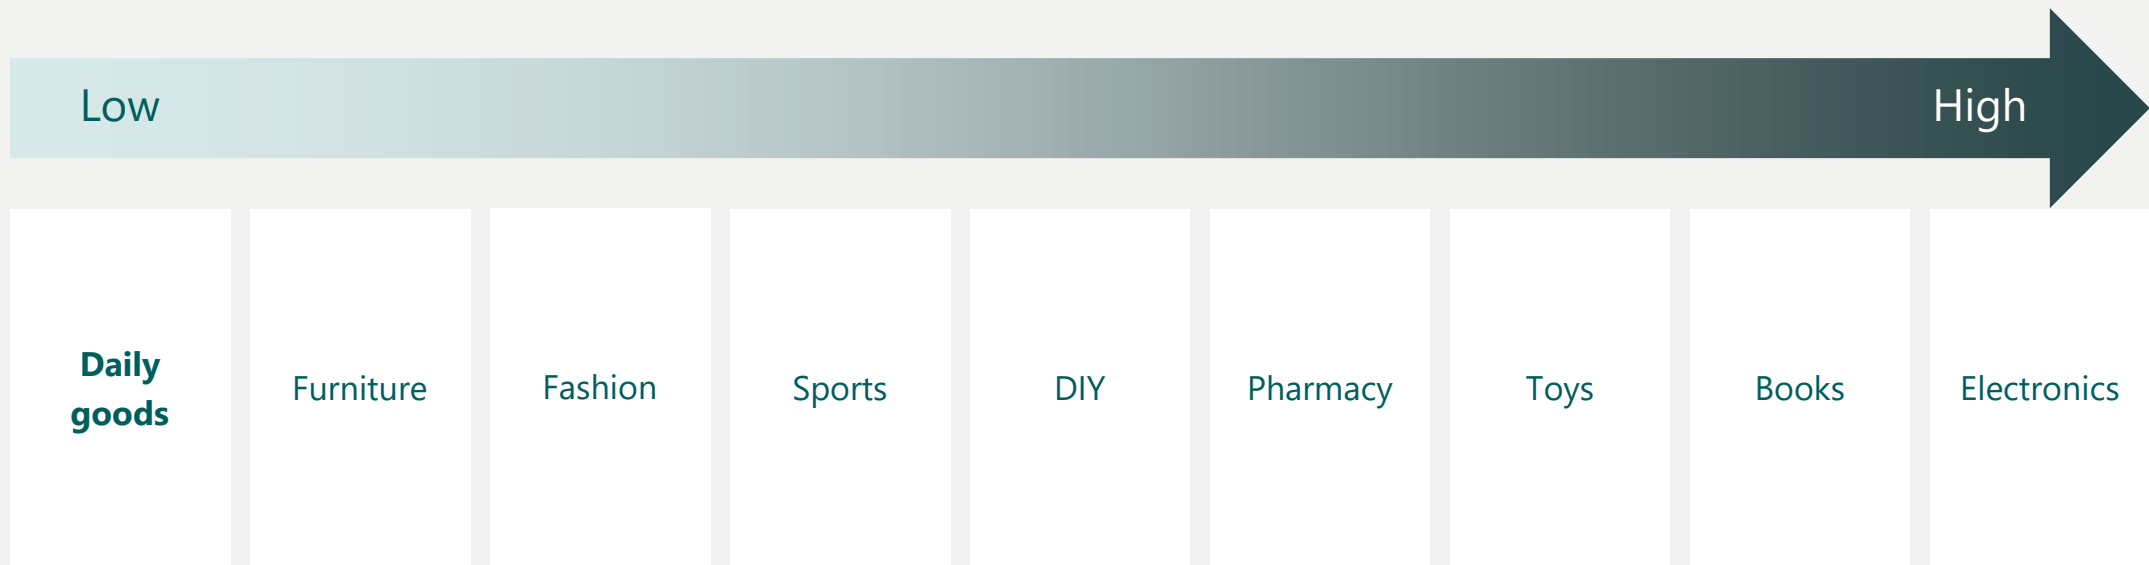 Low
High
Daily
goods
Furniture
Fashion
Sports
DIY
Pharmacy
Toys
Books
Electronics